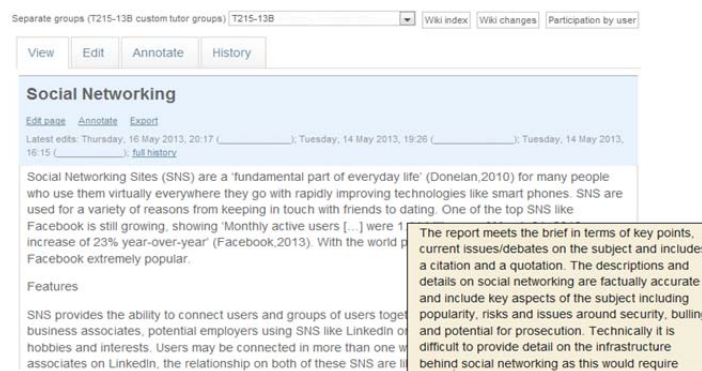 Separate groups (T215-13B custom tutor groups) T215-13B Wiki index Wiki changes Participation by user
View Edit Annotate History
Social Networking
Edit page Annotate Export
Latest edits: Thursday, 16 May 2013, 20:17 (____________); Tuesday, 14 May 2013, 19:26 (____________); Tuesday, 14 May 2013,
16:15 (____________); full history
Social Networking Sites (SNS) are a 'fundamental part of everyday life' (Donelan,2010) for many people
who use them virtually everywhere they go with rapidly improving technologies like smart phones. SNS are
used for a variety of reasons from keeping in touch with friends to dating. One of the top SNS like
Facebook is still growing, showing 'Monthly active users [...] were 1
increase of 23% year-over-year' (Facebook,2013). With the world p
Facebook extremely popular.
Features
SNS provides the ability to connect users and groups of users toget
business associates, potential employers using SNS like LinkedIn or
hobbies and interests. Users may be connected in more than one w
associates on LinkedIn, the relationship on both of these SNS are li
The report meets the brief in terms of key points,
current issues/debates on the subject and includes
a citation and a quotation. The descriptions and
details on social networking are factually accurate
and include key aspects of the subject including
popularity, risks and issues around security, bulling
and potential for prosecution. Technically it is
difficult to provide detail on the infrastructure
behind social networking as this would require